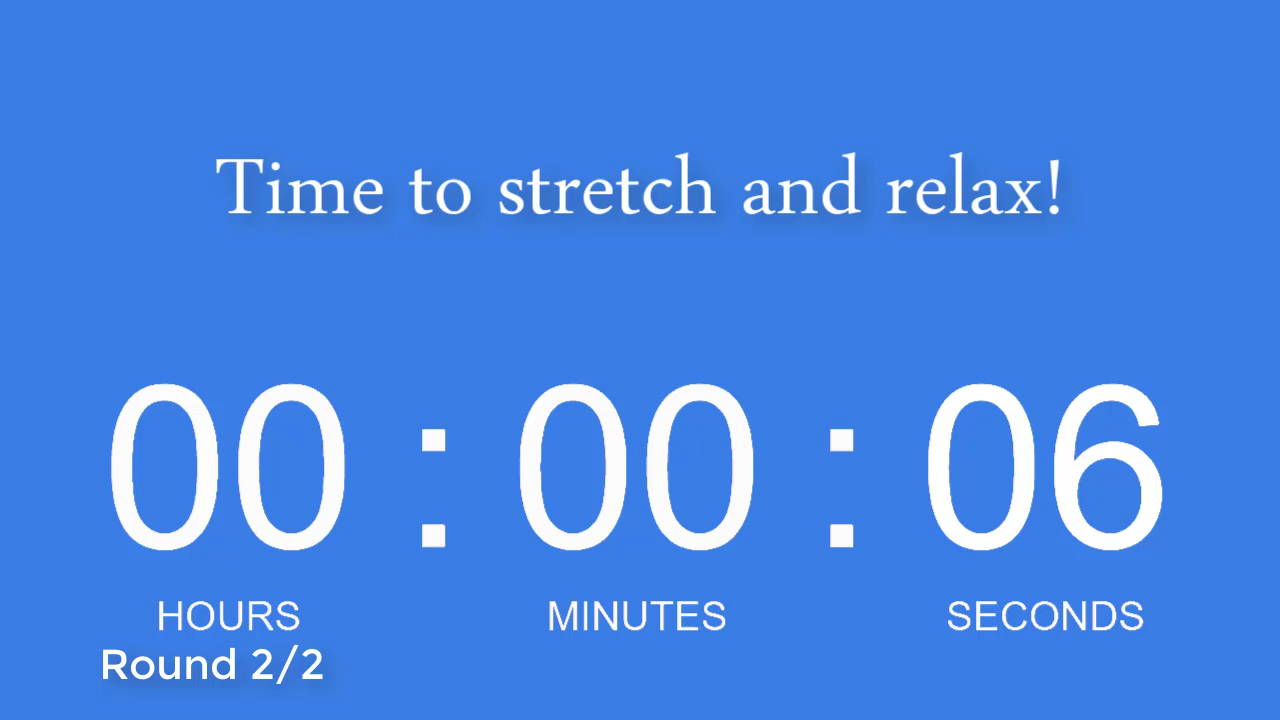 Time to stretch and relax!
00 : 00 : 06
HOURS MINUTES SECONDS
Round 2/2